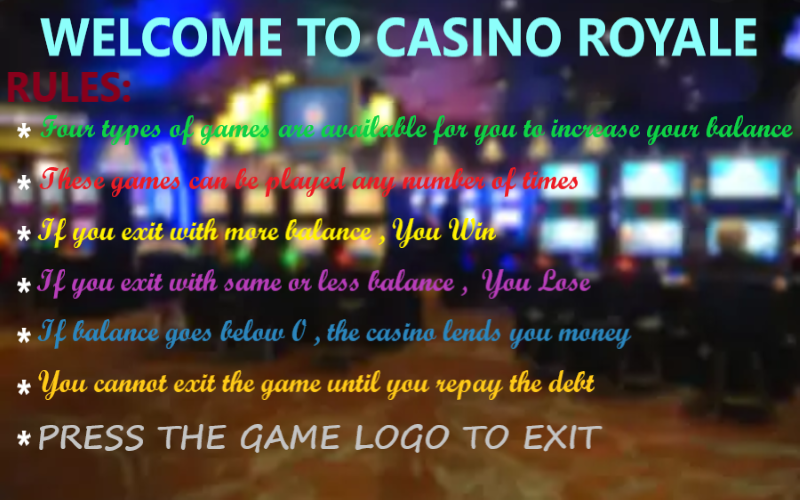 WELCOME TO CASINO ROYALE
RULES:
* Four types of games are available for you to increase your balance
* These games can be played any number of times
* If you exit with more balance , You Win
* If you exit with same or less balance , You Lose
* If balance goes below 0 , the casino lends you money
* You cannot exit the game until you repay the debt
* PRESS THE GAME LOGO TO EXIT